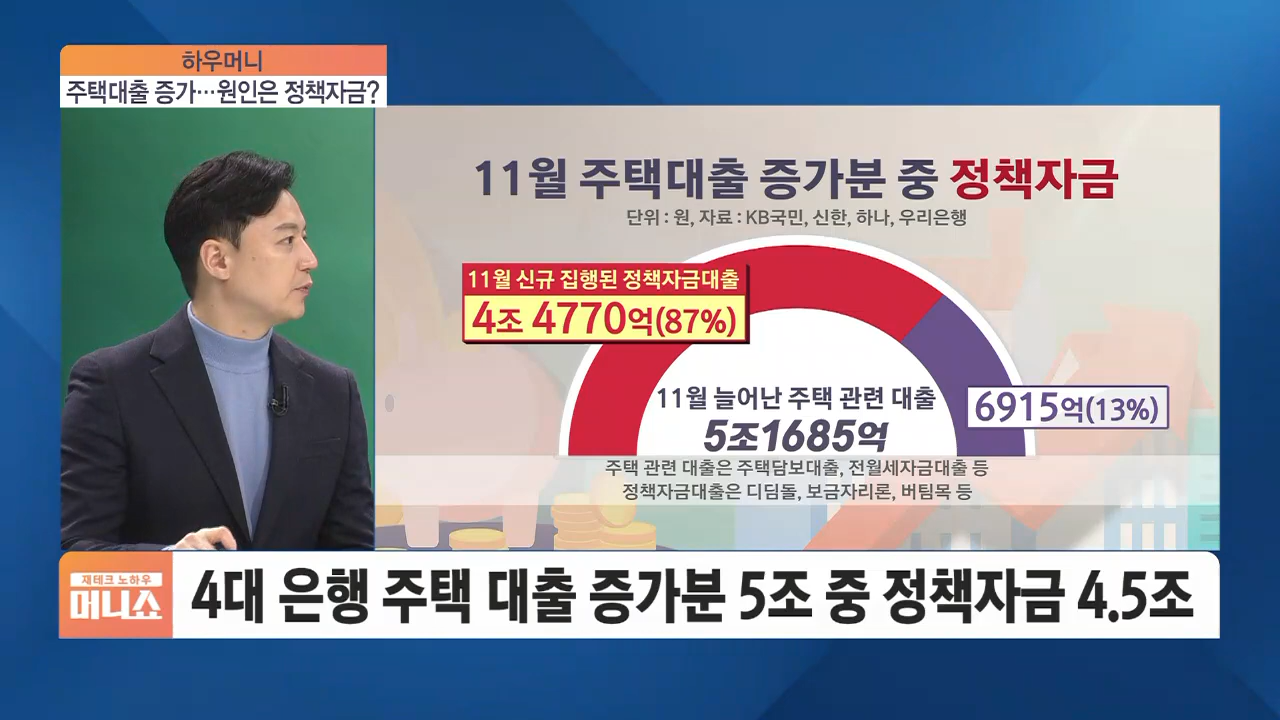 하우머니
주택대출 증가…원인은 정책자금?
11월 주택대출 증가분 중 정책자금
단위 : 원, 자료 : KB국민, 신한, 하나, 우리은행
11월 신규 집행된 정책자금대출
4조 4770억(87%)
11월 늘어난 주택 관련 대출
5조1685억
6915억(13%)
주택 관련 대출은 주택담보대출, 전월세자금대출 등
정책자금대출은 디딤돌, 보금자리론, 버팀목 등
재테크 노하우
머니쇼
4대 은행 주택 대출 증가분 5조 중 정책자금 4.5조